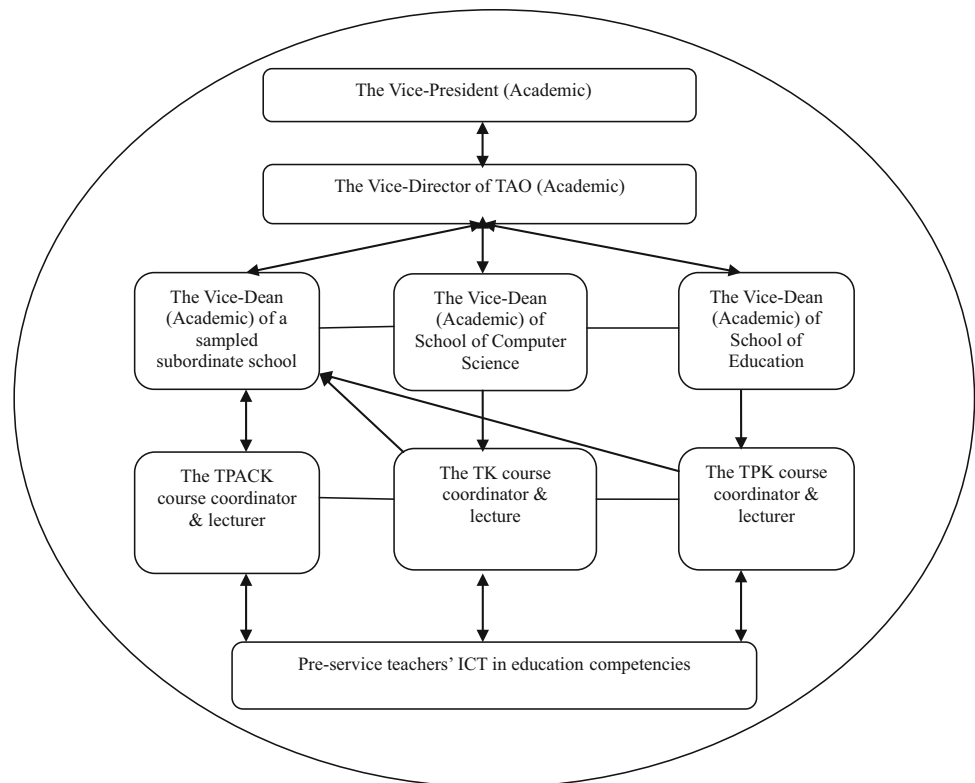 The Vice-President (Academic)
The Vice-Director of TAO (Academic)
The Vice-Dean
(Academic) of a
sampled
subordinate school
The Vice-Dean
(Academic) of
School of Computer
Science
The Vice-Dean
(Academic) of
School of
Education
The TPACK
course coordinator
& lecturer
The TK course
coordinator &
lecture
The TPK course
coordinator &
lecturer
Pre-service teachers’ ICT in education competencies